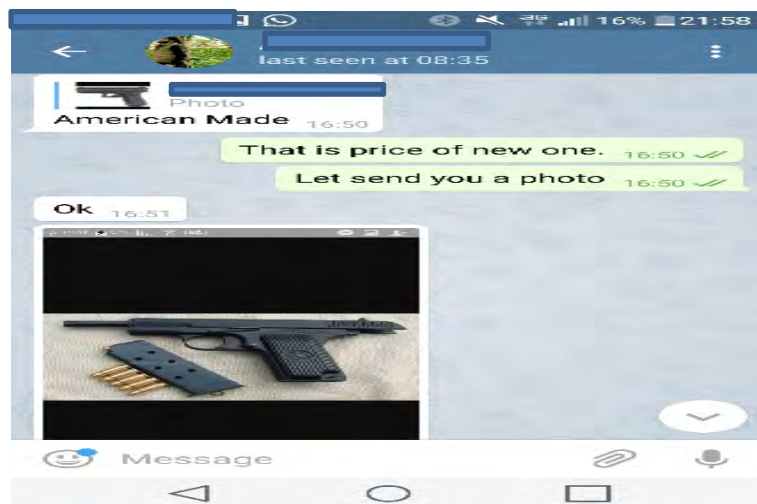 16% 21:58
last seen at 08:35
Photo
American Made 16:50
That is price of new one. 16:50
Let send you a photo 16:50
Ok 16:51
Message